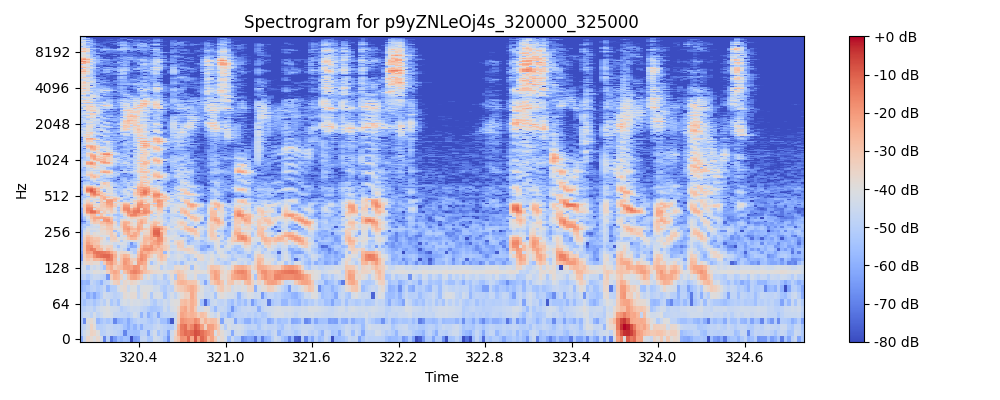 Spectrogram for p9yZNLeOj4s_320000_325000
Hz
8192
4096
2048
1024
512
256
128
64
0
320.4 321.0 321.6 322.2 322.8 323.4 324.0 324.6
Time
+0 dB
-10 dB
-20 dB
-30 dB
-40 dB
-50 dB
-60 dB
-70 dB
-80 dB